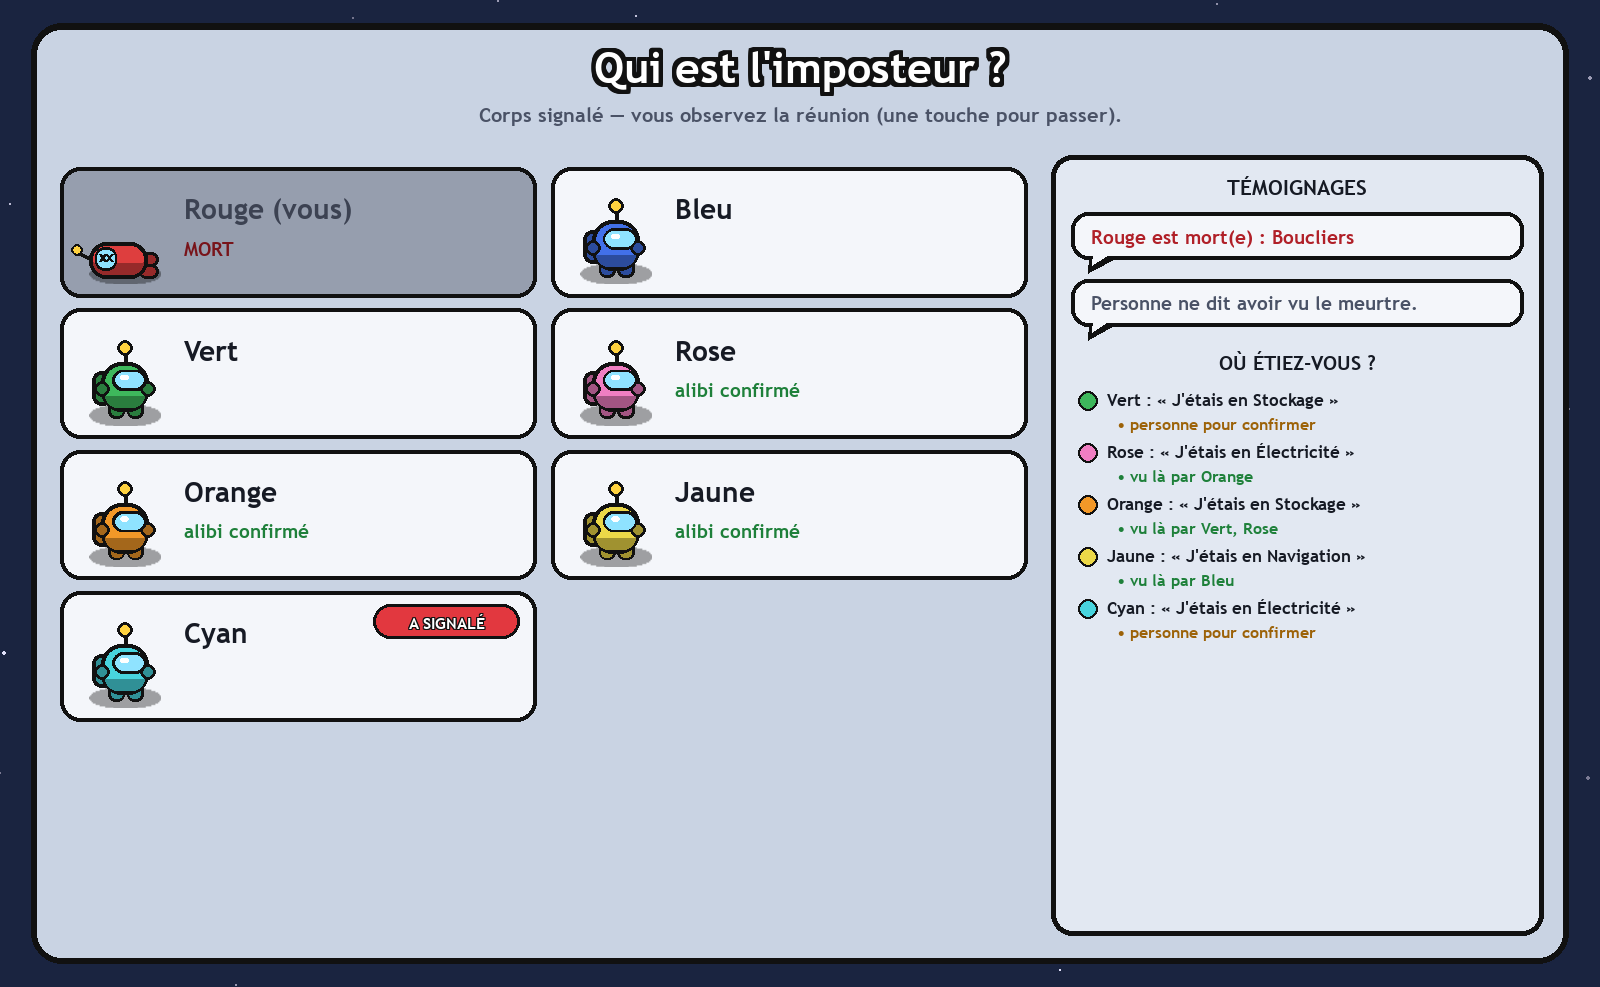 Qui est l'imposteur ?
Corps signalé — vous observez la réunion (une touche pour passer).
Rouge (vous)
MORT
Bleu
Vert
Rose
alibi confirmé
Orange
alibi confirmé
Jaune
alibi confirmé
Cyan
A SIGNALÉ
TÉMOIGNAGES
Rouge est mort(e) : Boucliers
Personne ne dit avoir vu le meurtre.
OÙ ÉTIEZ-VOUS ?
Vert : « J'étais en Stockage »
• personne pour confirmer
Rose : « J'étais en Électricité »
• vu là par Orange
Orange : « J'étais en Stockage »
• vu là par Vert, Rose
Jaune : « J'étais en Navigation »
• vu là par Bleu
Cyan : « J'étais en Électricité »
• personne pour confirmer